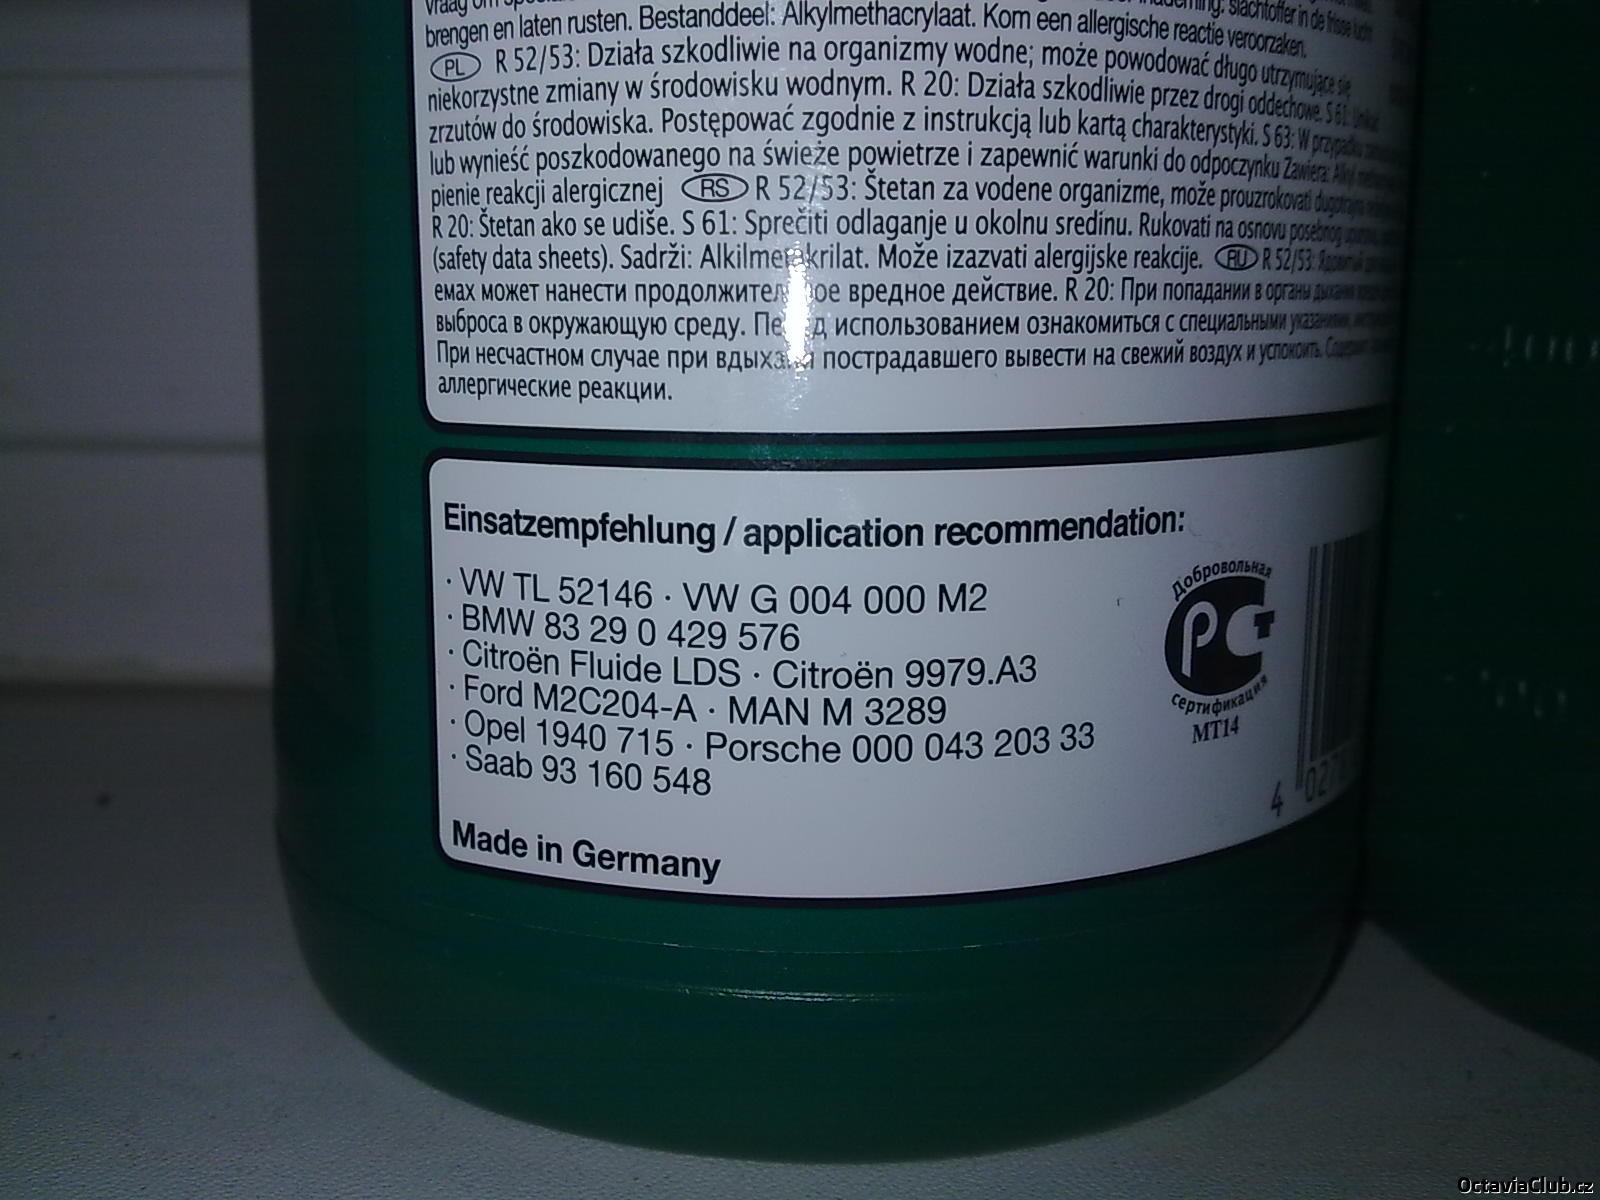 brengen en laten rusten. Bestanddeel: Alkylmethacrylaat. Kom een allergische reactie veroorzaken.
PL R 52/53: Działa szkodliwie na organizmy wodne; może powodować długo utrzymujące się
niekorzystne zmiany w środowisku wodnym. R 20: Działa szkodliwie przez drogi oddechowe. S 61: Unikać
zrzutów do środowiska. Postępować zgodnie z instrukcją lub kartą charakterystyki. S 63: W przypadku
lub wynieść poszkodowanego na świeże powietrze i zapewnić warunki do odpoczynku Zawiera:
pienie reakcji alergicznej RS R 52/53: Štetan za vodene organizme, može prouzrokovati dugotrajna
R 20: Štetan ako se udiše. S 61: Sprečiti odlaganje u okolnu sredinu. Rukovati na osnovu posebnog
(safety data sheets). Sadrži: Alkilmetakrilat. Može izazvati alergijske reakcije. RU R 52/53:
емах может нанести продолжительное вредное действие. R 20: При попадании в органы дыхания
выброса в окружающую среду. Перед использованием ознакомиться с специальными
При несчастном случае при вдыхании пострадавшего вывести на свежий воздух и успокоить.
аллергические реакции.
Einsatzempfehlung / application recommendation:
· VW TL 52146 · VW G 004 000 M2
· BMW 83 29 0 429 576
· Citroën Fluide LDS · Citroën 9979.A3
· Ford M2C204-A · MAN M 3289
· Opel 1940 715 · Porsche 000 043 203 33
· Saab 93 160 548
Made in Germany
Добровольная
РСТ
сертификация
МТ14
4 027
OctaviaClub.cz